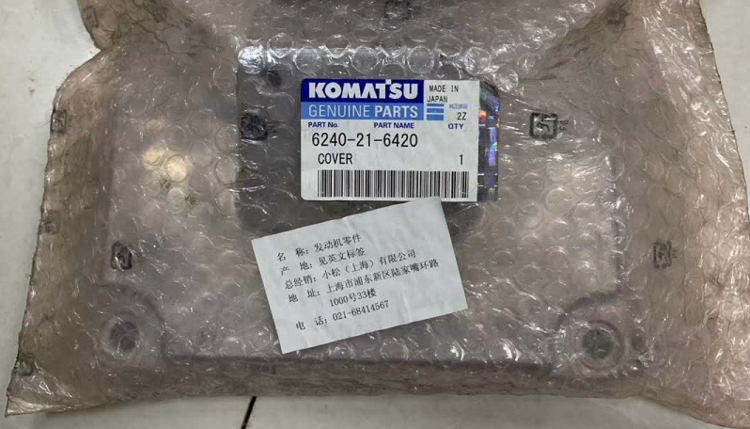 KOMATSU
MADE IN
JAPAN
GENUINE PARTS
2Z
PART No. PART NAME QTY
6240-21-6420
COVER 1
名 称: 发动机零件
产 地: 见英文标签
总经销: 小松（上海）有限公司
地 址: 上海市浦东新区陆家嘴环路
1000号33楼
电 话: 021-68414567